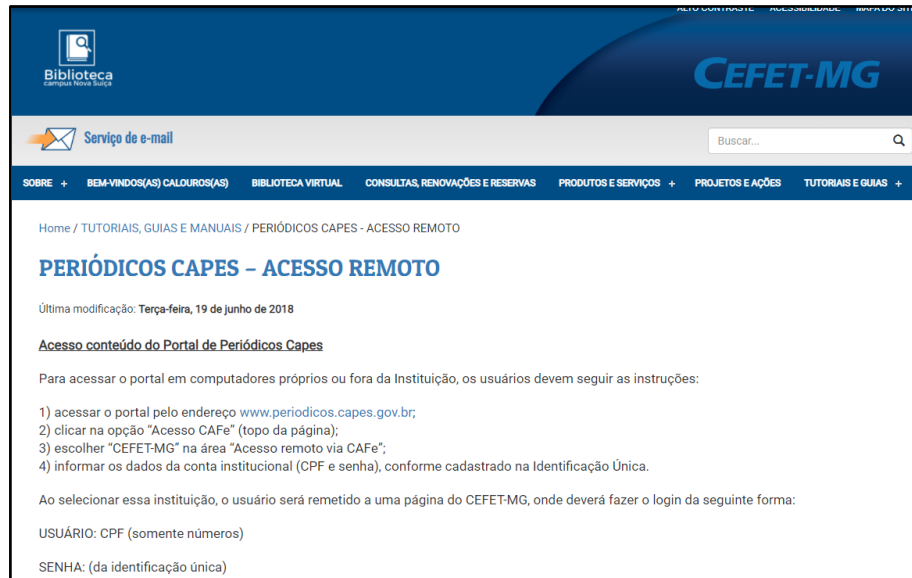 ALTO CONTRASTE ACESSIBILIDADE MAPA DO SITE
Biblioteca
campus Nova Suíça
CEFET-MG
Serviço de e-mail
Buscar...
SOBRE + BEM-VINDOS(AS) CALOUROS(AS) BIBLIOTECA VIRTUAL CONSULTAS, RENOVAÇÕES E RESERVAS PRODUTOS E SERVIÇOS + PROJETOS E AÇÕES TUTORIAIS E GUIAS +
Home / TUTORIAIS, GUIAS E MANUAIS / PERIÓDICOS CAPES - ACESSO REMOTO
PERIÓDICOS CAPES – ACESSO REMOTO
Última modificação: Terça-feira, 19 de junho de 2018
Acesso conteúdo do Portal de Periódicos Capes
Para acessar o portal em computadores próprios ou fora da Instituição, os usuários devem seguir as instruções:
1) acessar o portal pelo endereço www.periodicos.capes.gov.br;
2) clicar na opção “Acesso CAFe” (topo da página);
3) escolher “CEFET-MG” na área “Acesso remoto via CAFe”;
4) informar os dados da conta institucional (CPF e senha), conforme cadastrado na Identificação Única.
Ao selecionar essa instituição, o usuário será remetido a uma página do CEFET-MG, onde deverá fazer o login da seguinte forma:
USUÁRIO: CPF (somente números)
SENHA: (da identificação única)